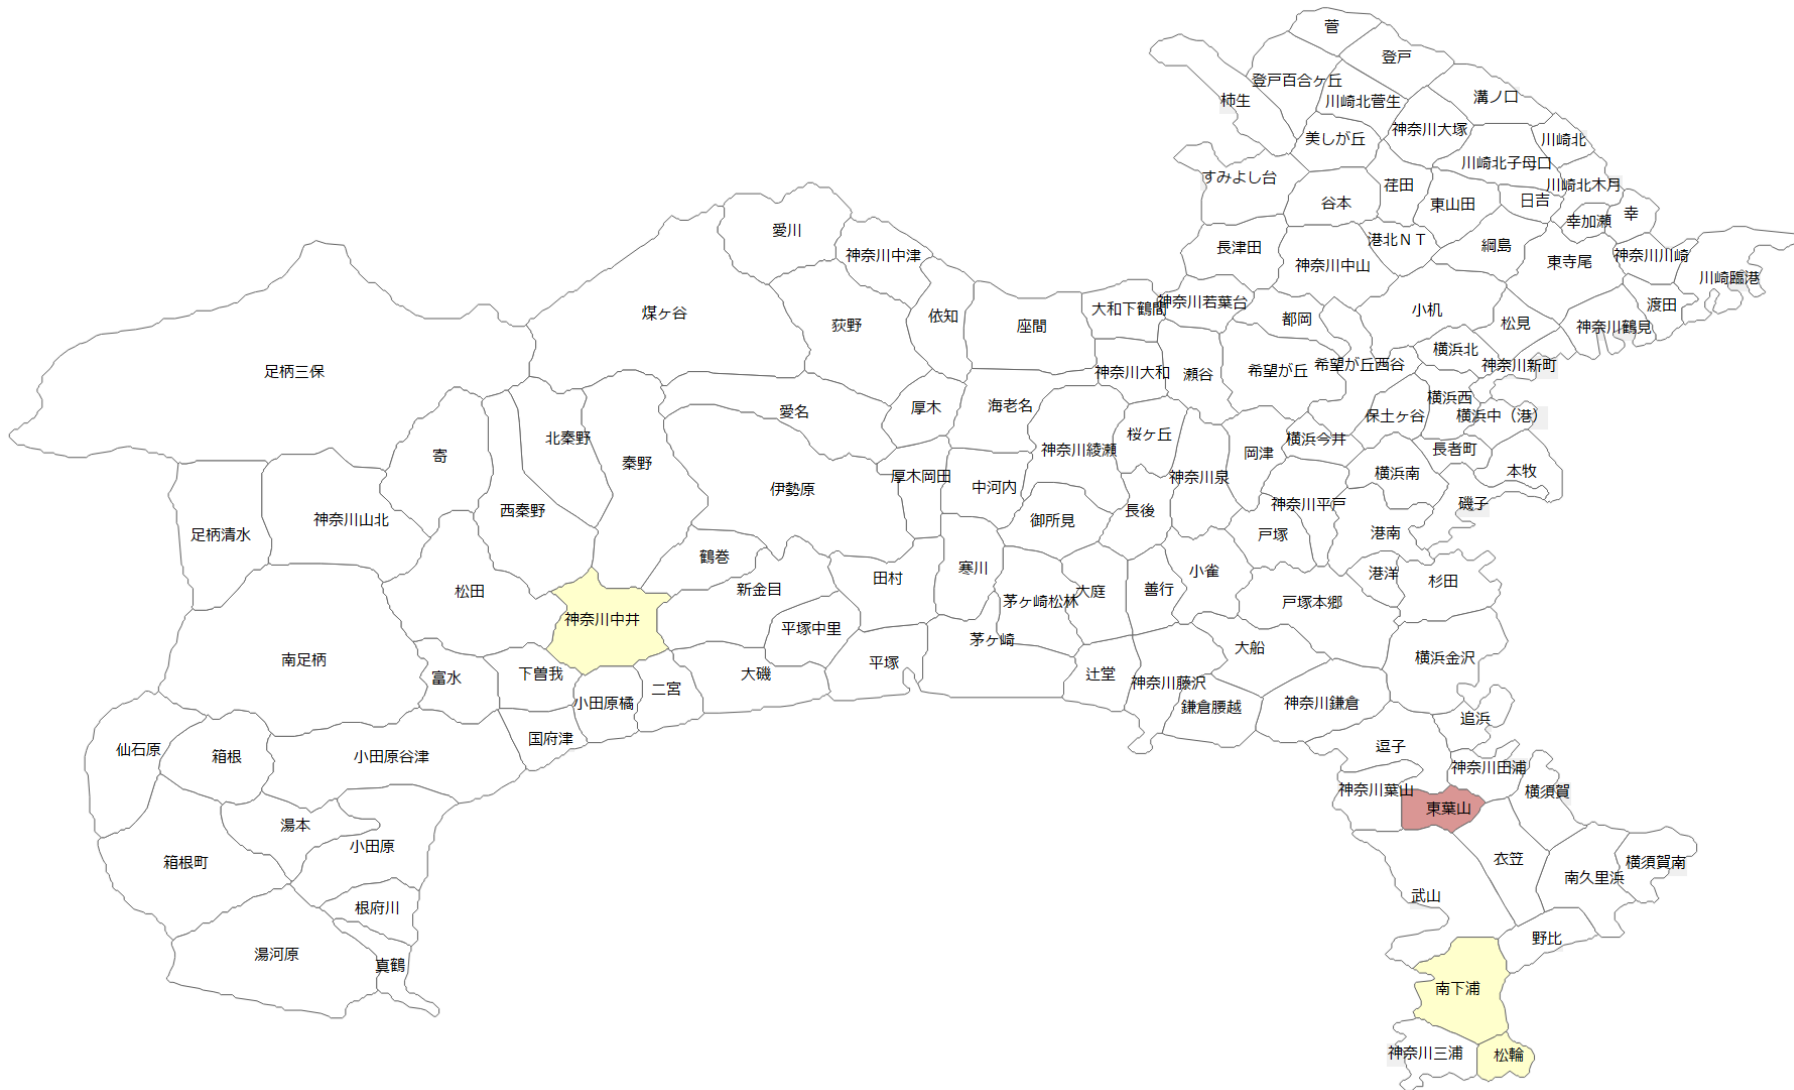 菅
登戸
登戸百合ヶ丘
柿生
川崎北菅生
溝ノ口
神奈川大塚
美しが丘
川崎北
川崎北子母口
すみよし台
荏田
川崎北木月
谷本
東山田
日吉
幸加瀬
幸
愛川
港北ＮＴ
綱島
長津田
神奈川中津
神奈川川崎
神奈川中山
東寺尾
川崎臨港
煤ヶ谷
大和下鶴間
神奈川若葉台
渡田
荻野
依知
座間
都岡
小机
松見
神奈川鶴見
横浜北
足柄三保
神奈川大和
瀬谷
希望が丘
希望が丘西谷
神奈川新町
愛名
厚木
海老名
横浜西
保土ヶ谷
横浜中（港）
北秦野
桜ヶ丘
横浜今井
神奈川綾瀬
岡津
長者町
寄
秦野
厚木岡田
神奈川泉
横浜南
本牧
伊勢原
中河内
神奈川平戸
磯子
西秦野
長後
神奈川山北
御所見
足柄清水
戸塚
港南
鶴巻
寒川
小雀
港洋
田村
杉田
松田
新金目
大庭
善行
茅ヶ崎松林
戸塚本郷
神奈川中井
平塚中里
茅ヶ崎
大船
南足柄
平塚
横浜金沢
富水
下曽我
大磯
辻堂
二宮
神奈川藤沢
小田原橘
鎌倉腰越
神奈川鎌倉
追浜
国府津
仙石原
箱根
小田原谷津
逗子
神奈川田浦
神奈川葉山
横須賀
東葉山
湯本
小田原
箱根町
衣笠
横須賀南
南久里浜
武山
根府川
野比
湯河原
真鶴
南下浦
神奈川三浦
松輪